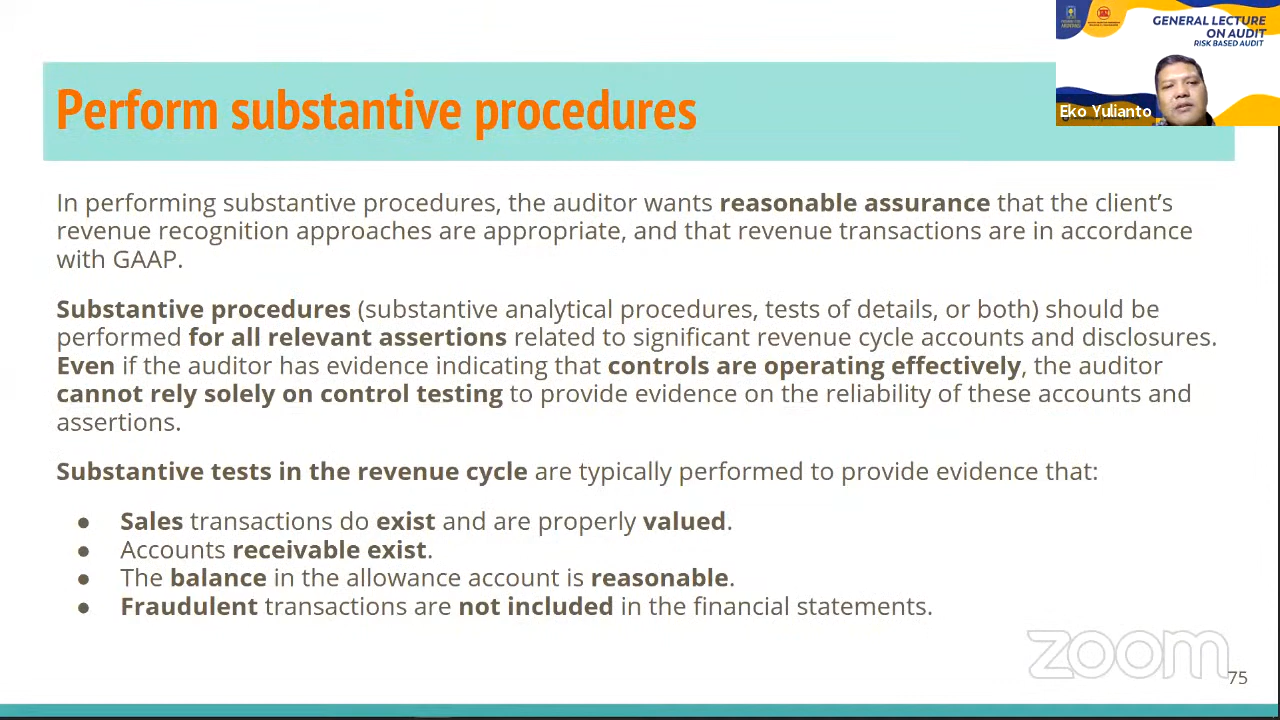 GENERAL LECTURE
ON AUDIT
RISK BASED AUDIT
Eko Yulianto
Perform substantive procedures
In performing substantive procedures, the auditor wants reasonable assurance that the client’s
revenue recognition approaches are appropriate, and that revenue transactions are in accordance
with GAAP.
Substantive procedures (substantive analytical procedures, tests of details, or both) should be
performed for all relevant assertions related to significant revenue cycle accounts and disclosures.
Even if the auditor has evidence indicating that controls are operating effectively, the auditor
cannot rely solely on control testing to provide evidence on the reliability of these accounts and
assertions.
Substantive tests in the revenue cycle are typically performed to provide evidence that:
● Sales transactions do exist and are properly valued.
● Accounts receivable exist.
● The balance in the allowance account is reasonable.
● Fraudulent transactions are not included in the financial statements.
zoom
75